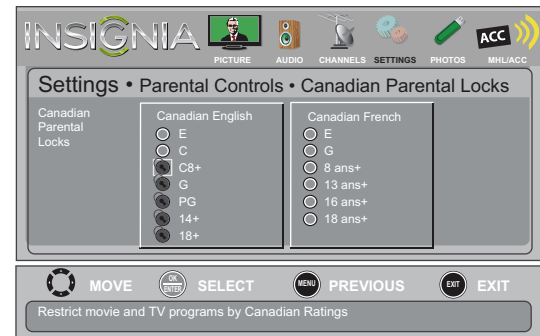 INSIGNIA
PICTURE AUDIO CHANNELS SETTINGS PHOTOS MHL/ACC
ACC
Settings • Parental Controls • Canadian Parental Locks
Canadian
Parental
Locks
Canadian English
E
C
C8+
G
PG
14+
18+
Canadian French
E
G
8 ans+
13 ans+
16 ans+
18 ans+
MOVE
OK
ENTER
SELECT
MENU
PREVIOUS
EXIT
EXIT
Restrict movie and TV programs by Canadian Ratings